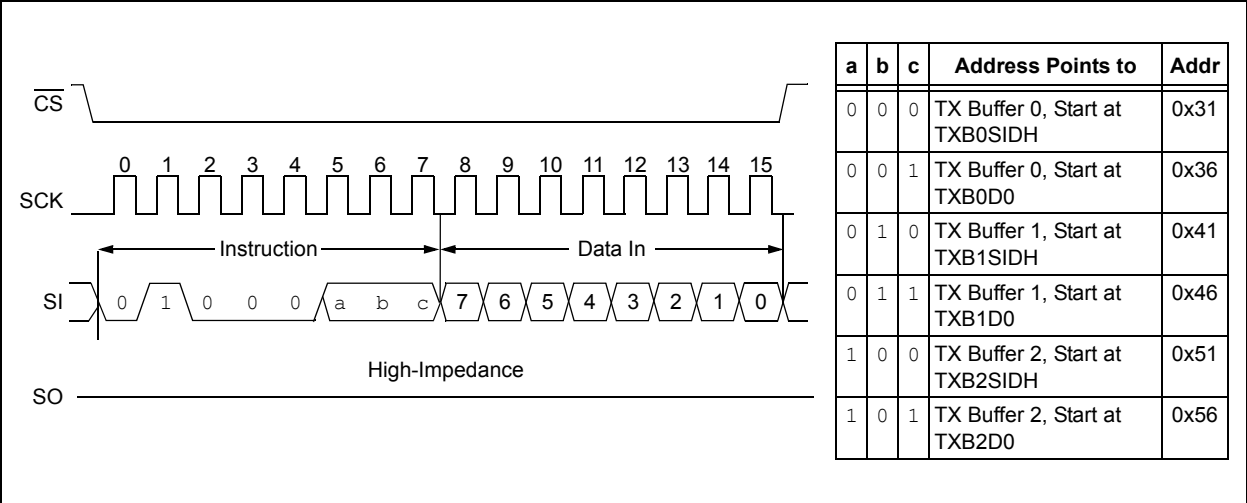 CS
SCK
0 1 2 3 4 5 6 7 8 9 10 11 12 13 14 15
Instruction
Data In
SI
0 1 0 0 0 a b c 7 6 5 4 3 2 1 0
High-Impedance
SO
a b c Address Points to Addr
0 0 0 TX Buffer 0, Start at 0x31
TXB0SIDH
0 0 1 TX Buffer 0, Start at 0x36
TXB0D0
0 1 0 TX Buffer 1, Start at 0x41
TXB1SIDH
0 1 1 TX Buffer 1, Start at 0x46
TXB1D0
1 0 0 TX Buffer 2, Start at 0x51
TXB2SIDH
1 0 1 TX Buffer 2, Start at 0x56
TXB2D0